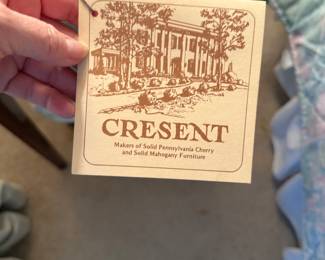 CRESENT
Makers of Solid Pennsylvania Cherry
and Solid Mahogany Furniture